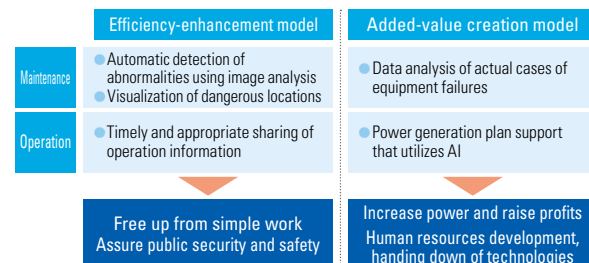 Efficiency-enhancement model
Added-value creation model
Maintenance
●Automatic detection of
abnormalities using image analysis
●Visualization of dangerous locations
●Data analysis of actual cases of
equipment failures
Operation
●Timely and appropriate sharing of
operation information
●Power generation plan support
that utilizes AI
Free up from simple work
Assure public security and safety
Increase power and raise profits
Human resources development,
handing down of technologies